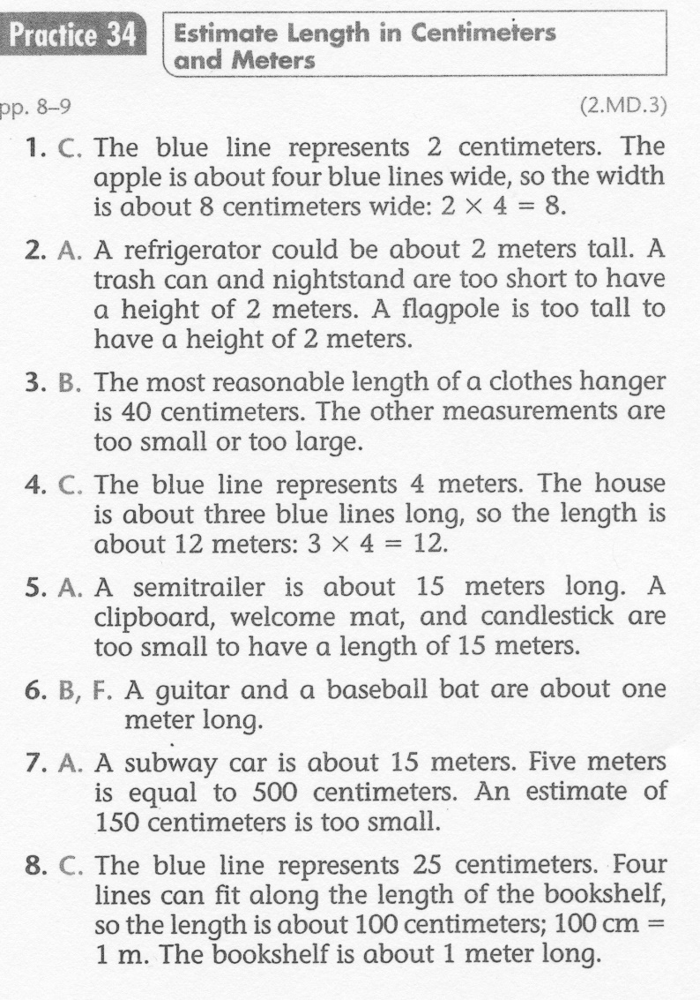 Practice 34
Estimate Length in Centimeters
and Meters
pp. 8–9 (2.MD.3)
1. C. The blue line represents 2 centimeters. The
apple is about four blue lines wide, so the width
is about 8 centimeters wide: 2 × 4 = 8.
2. A. A refrigerator could be about 2 meters tall. A
trash can and nightstand are too short to have
a height of 2 meters. A flagpole is too tall to
have a height of 2 meters.
3. B. The most reasonable length of a clothes hanger
is 40 centimeters. The other measurements are
too small or too large.
4. C. The blue line represents 4 meters. The house
is about three blue lines long, so the length is
about 12 meters: 3 × 4 = 12.
5. A. A semitrailer is about 15 meters long. A
clipboard, welcome mat, and candlestick are
too small to have a length of 15 meters.
6. B, F. A guitar and a baseball bat are about one
meter long.
7. A. A subway car is about 15 meters. Five meters
is equal to 500 centimeters. An estimate of
150 centimeters is too small.
8. C. The blue line represents 25 centimeters. Four
lines can fit along the length of the bookshelf,
so the length is about 100 centimeters; 100 cm =
1 m. The bookshelf is about 1 meter long.